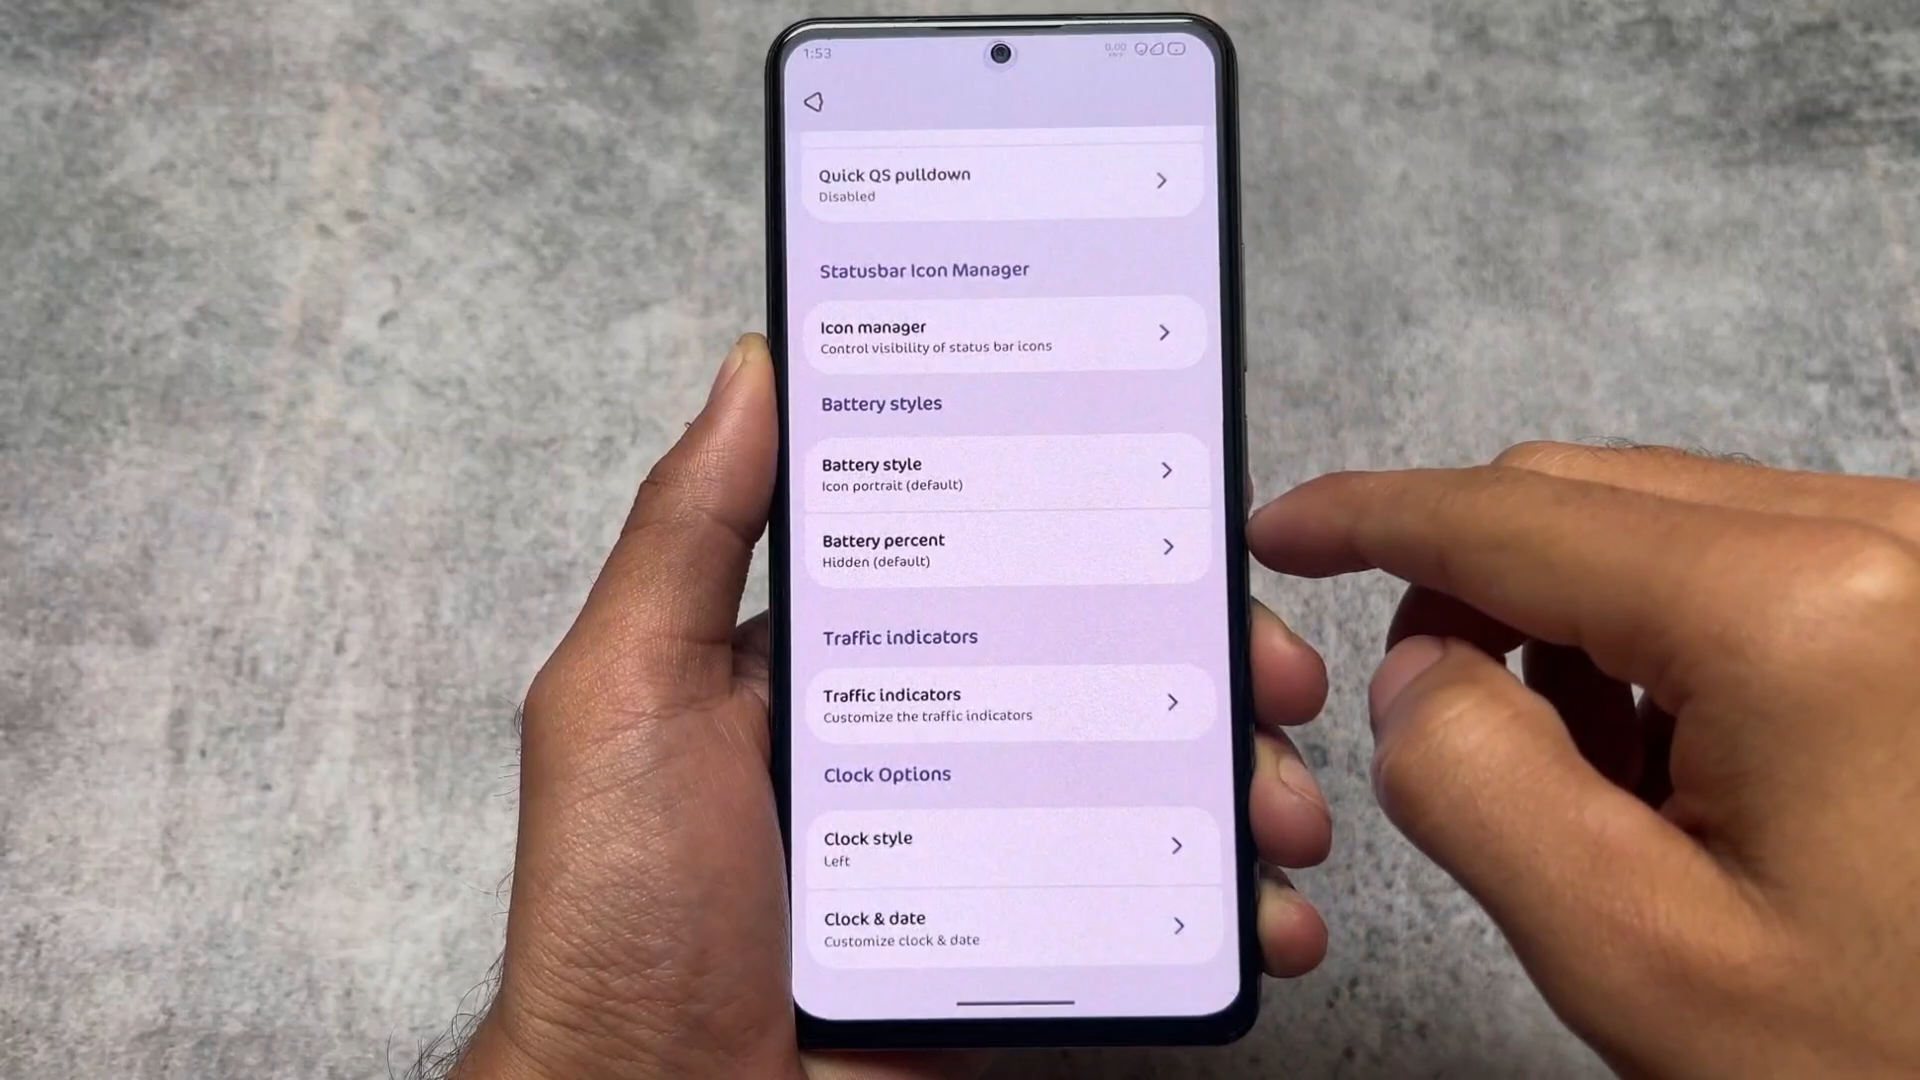 1:53
0.00
Quick QS pulldown
Disabled
Statusbar Icon Manager
Icon manager
Control visibility of status bar icons
Battery styles
Battery style
Icon portrait (default)
Battery percent
Hidden (default)
Traffic indicators
Traffic indicators
Customize the traffic indicators
Clock Options
Clock style
Left
Clock & date
Customize clock & date